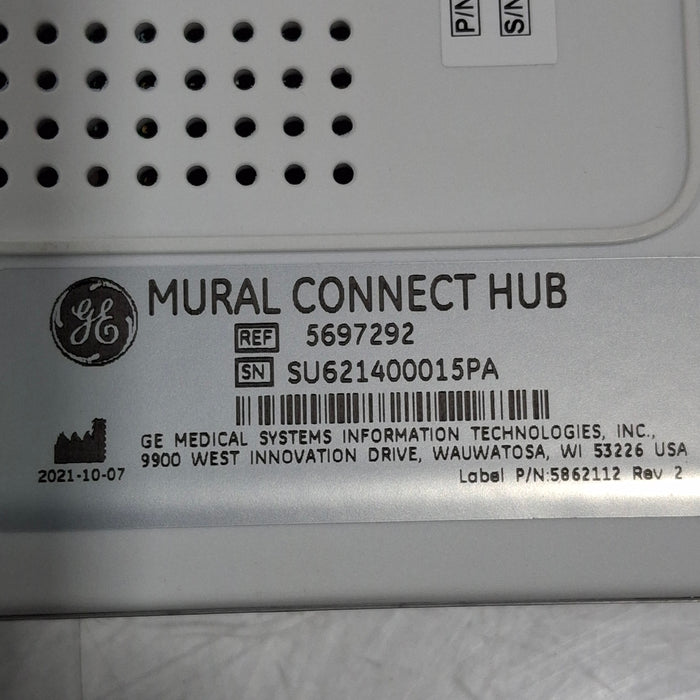 P/N
S/N
GE
MURAL CONNECT HUB
REF 5697292
SN SU621400015PA
GE MEDICAL SYSTEMS INFORMATION TECHNOLOGIES, INC.,
9900 WEST INNOVATION DRIVE, WAUWATOSA, WI 53226 USA
2021-10-07
Label P/N:5862112 Rev 2